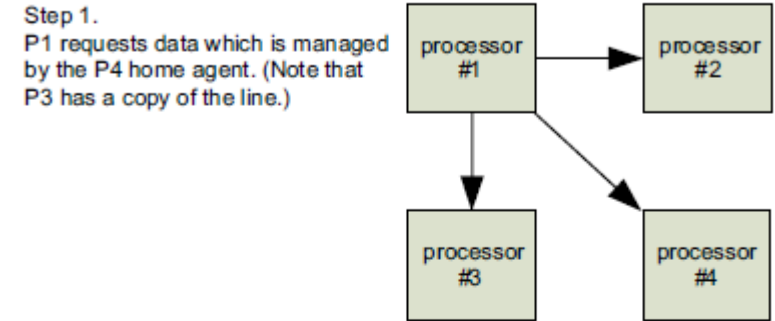 Step 1.
P1 requests data which is managed
by the P4 home agent. (Note that
P3 has a copy of the line.)
processor
#1
processor
#2
processor
#3
processor
#4